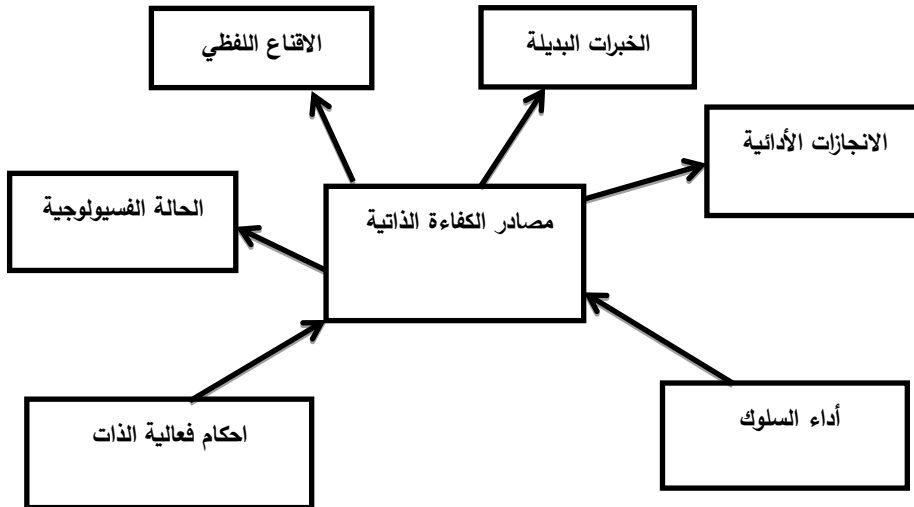 الخبرات البديلة
الاقناع اللفظي
الانجازات الأدائية
الحالة الفسيولوجية
مصادر الكفاءة الذاتية
أداء السلوك
احكام فعالية الذات